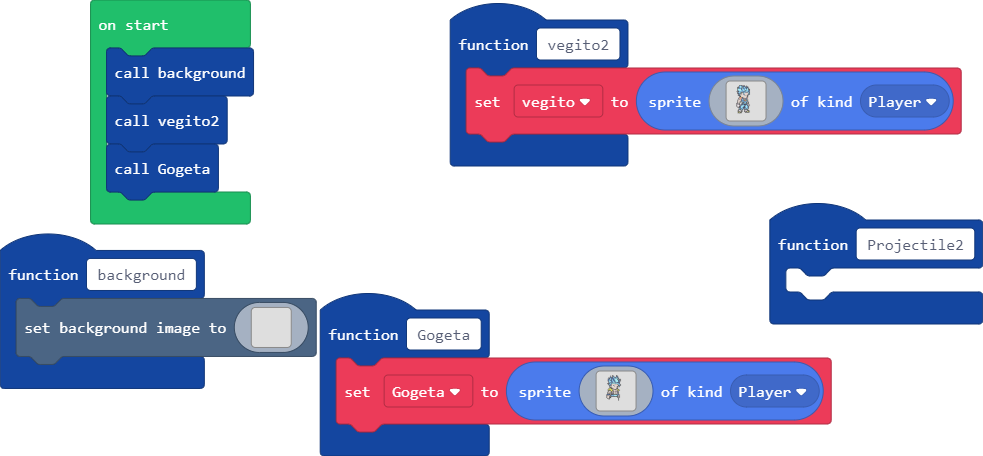 on start
call background
call vegito2
call Gogeta
function vegito2
set vegito to sprite of kind Player
function Projectile2
function background
set background image to
function Gogeta
set Gogeta to sprite of kind Player